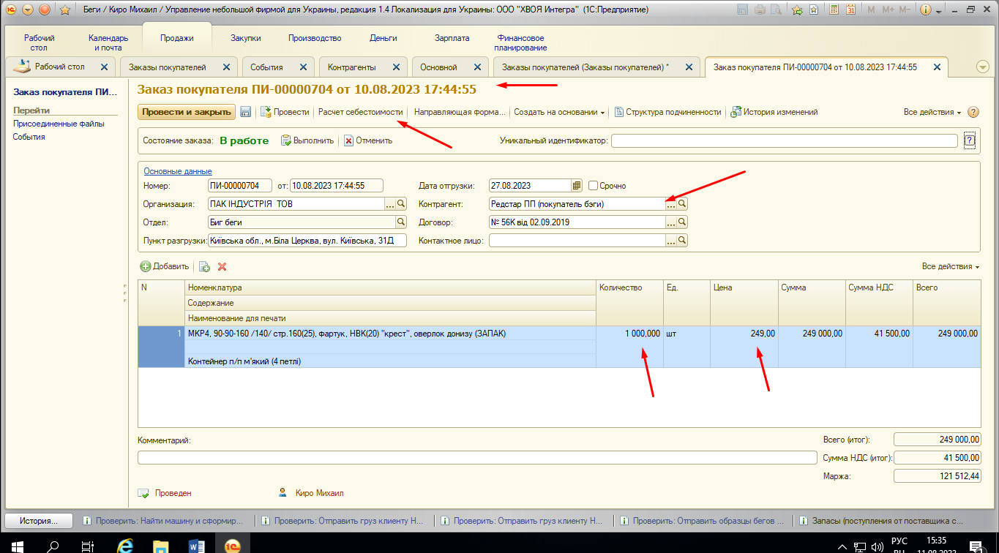 Беги / Киро Михаил / Управление небольшой фирмой для Украины, редакция 1.4 Локализация для Украины: ООО "ХВОЯ Интегра" (1С:Предприятие)
M M+ M-
Рабочий стол
Календарь и почта
Продажи
Закупки
Производство
Деньги
Зарплата
Финансовое планирование
Рабочий стол
Заказы покупателей
События
Контрагенты
Основной
Заказы покупателей (Заказы покупателей) *
Заказ покупателя ПИ-00000704 от 10.08.2023 17:44:55
Заказ покупателя ПИ...
Перейти
Присоединенные файлы
События
Заказ покупателя ПИ-00000704 от 10.08.2023 17:44:55
Провести и закрыть
Провести
Расчет себестоимости
Направляющая форма...
Создать на основании
Структура подчиненности
История изменений
Все действия
Состояние заказа: В работе
Выполнить
Отменить
Уникальный идентификатор:
?
Основные данные
Номер: ПИ-00000704 от: 10.08.2023 17:44:55
Дата отгрузки: 27.08.2023
Срочно
Организация: ПАК ІНДУСТРІЯ ТОВ
Контрагент: Редстар ПП (покупатель бэги)
Отдел: Биг беги
Договор: № 56К від 02.09.2019
Пункт разгрузки: Київська обл., м.Біла Церква, вул. Київська, 31Д
Контактное лицо:
Добавить
Все действия
N
Номенклатура
Содержание
Наименование для печати
Количество
Ед.
Цена
Сумма
Сумма НДС
Всего
1
МКР4, 90-90-160 /140/ стр.160(25), фартук, НВК(20) "крест", оверлок донизу (ЗАПАК)
1 000,000
шт
249,00
249 000,00
41 500,00
249 000,00
Контейнер п/п м'який (4 петлі)
Комментарий:
Всего (итог): 249 000,00
Сумма НДС (итог): 41 500,00
Маржа: 121 512,44
Проведен
Киро Михаил
История...
Проверить: Найти машину и сформир...
Проверить: Отправить груз клиенту Н...
Проверить: Отправить груз клиенту Н...
Проверить: Отправить образцы бегов ...
Запасы (поступления от поставщика с...
РУС
15:35
RU
11.08.2023